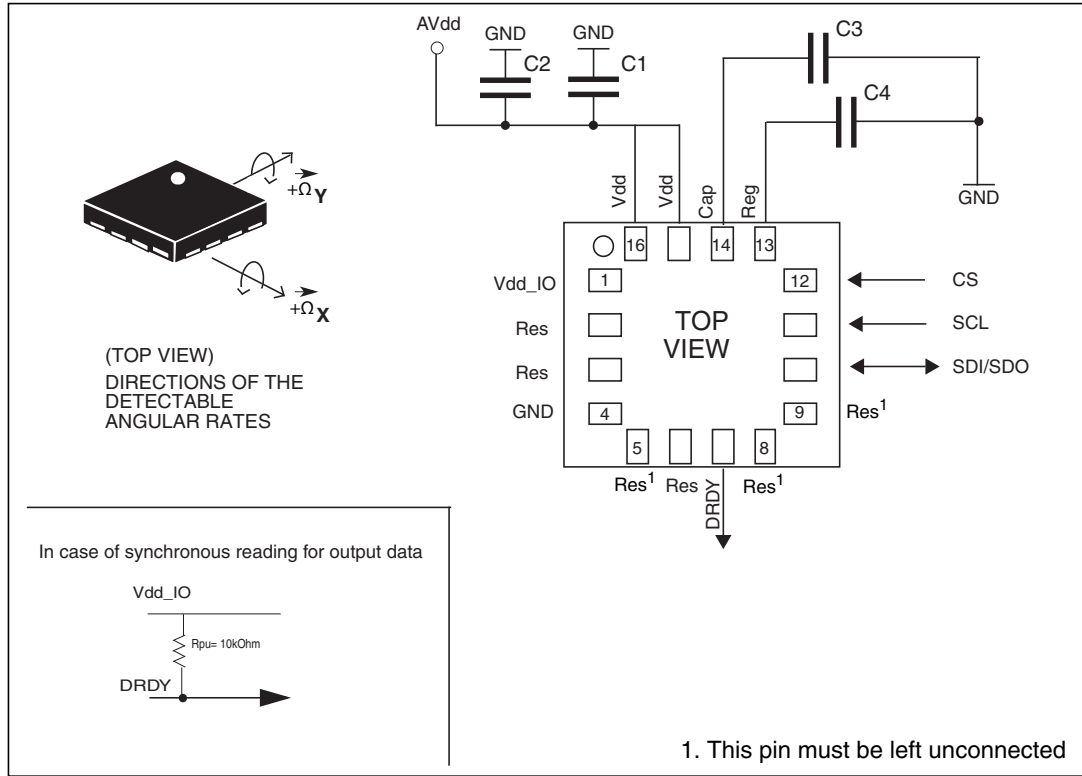 AVdd
GND
GND
C3
C2
C1
C4
+Ω Y
Vdd
Vdd
Cap
Reg
GND
16
14
13
+Ω X
Vdd_IO
1
12
CS
Res
TOP
VIEW
SCL
Res
SDI/SDO
GND
4
9
Res1
5
8
Res1
Res
DRDY
Res1
(TOP VIEW)
DIRECTIONS OF THE
DETECTABLE
ANGULAR RATES
In case of synchronous reading for output data
Vdd_IO
Rpu= 10kOhm
DRDY
1. This pin must be left unconnected